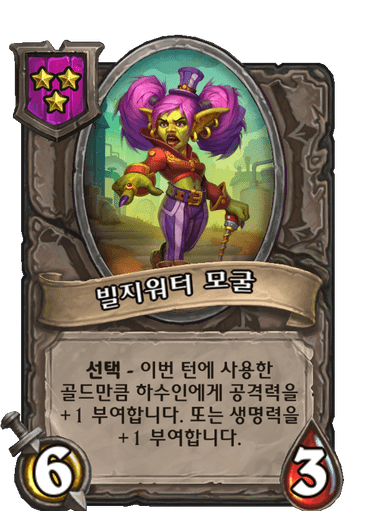 빌지워터 모굴
선택 - 이번 턴에 사용한
골드만큼 하수인에게 공격력을
+1 부여합니다. 또는 생명력을
+1 부여합니다.
6
3